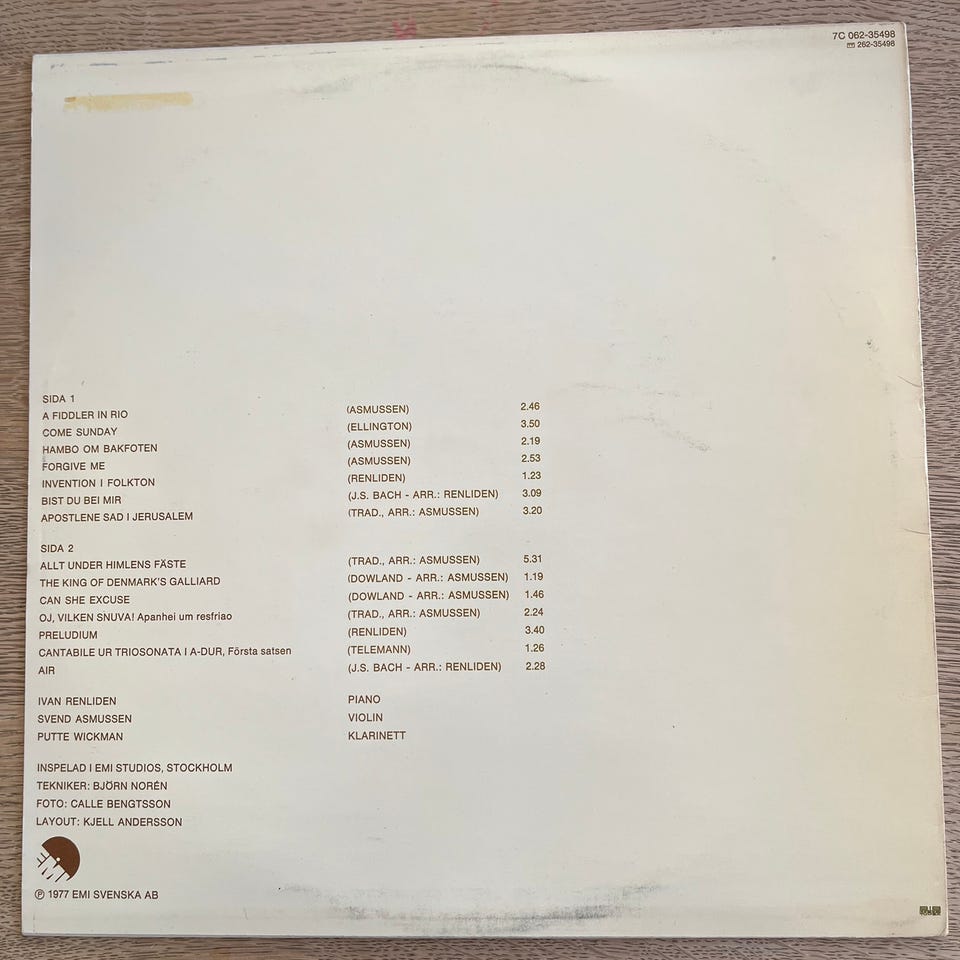 7C 062-35498
262-35498
SIDA 1
A FIDDLER IN RIO (ASMUSSEN) 2.46
COME SUNDAY (ELLINGTON) 3.50
HAMBO OM BAKFOTEN (ASMUSSEN) 2.19
FORGIVE ME (ASMUSSEN) 2.53
INVENTION I FOLKTON (RENLIDEN) 1.23
BIST DU BEI MIR (J.S. BACH - ARR.: RENLIDEN) 3.09
APOSTLENE SAD I JERUSALEM (TRAD., ARR.: ASMUSSEN) 3.20
SIDA 2
ALLT UNDER HIMLENS FÄSTE (TRAD., ARR.: ASMUSSEN) 5.31
THE KING OF DENMARK'S GALLIARD (DOWLAND - ARR.: ASMUSSEN) 1.19
CAN SHE EXCUSE (DOWLAND - ARR.: ASMUSSEN) 1.46
OJ, VILKEN SNUVA! Apanhei um resfriao (TRAD., ARR.: ASMUSSEN) 2.24
PRELUDIUM (RENLIDEN) 3.40
CANTABILE UR TRIOSONATA I A-DUR, Första satsen (TELEMANN) 1.26
AIR (J.S. BACH - ARR.: RENLIDEN) 2.28
IVAN RENLIDEN PIANO
SVEND ASMUSSEN VIOLIN
PUTTE WICKMAN KLARINETT
INSPELAD I EMI STUDIOS, STOCKHOLM
TEKNIKER: BJÖRN NORÉN
FOTO: CALLE BENGTSSON
LAYOUT: KJELL ANDERSSON
EMI
℗ 1977 EMI SVENSKA AB